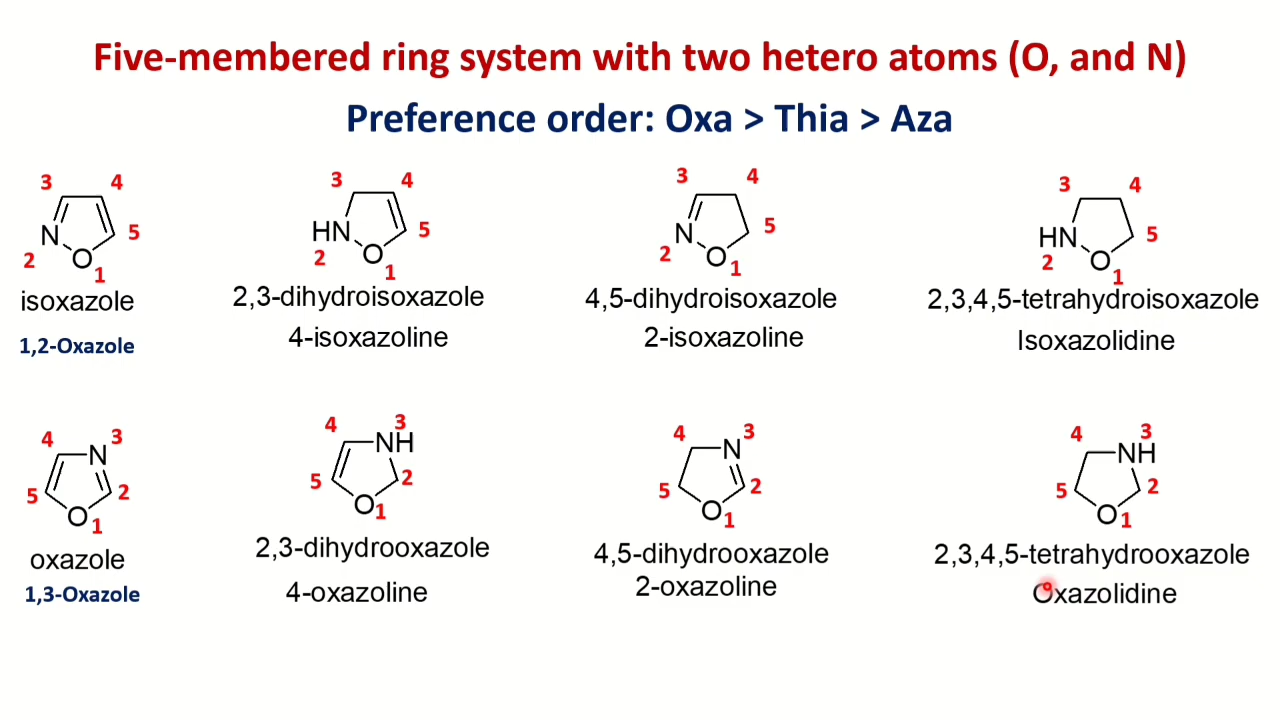 Five-membered ring system with two hetero atoms (O, and N)
Preference order: Oxa > Thia > Aza
3 4
N 5
2 O 1
isoxazole
1,2-Oxazole
3 4
HN 5
2 O 1
2,3-dihydroisoxazole
4-isoxazoline
3 4
N 5
2 O 1
4,5-dihydroisoxazole
2-isoxazoline
3 4
HN 5
2 O 1
2,3,4,5-tetrahydroisoxazole
Isoxazolidine
4 N 3
5 2
O 1
oxazole
1,3-Oxazole
4 3
NH
5 2
O 1
2,3-dihydrooxazole
4-oxazoline
4 3
N
5 2
O 1
4,5-dihydrooxazole
2-oxazoline
4 3
NH
5 2
O 1
2,3,4,5-tetrahydrooxazole
Oxazolidine